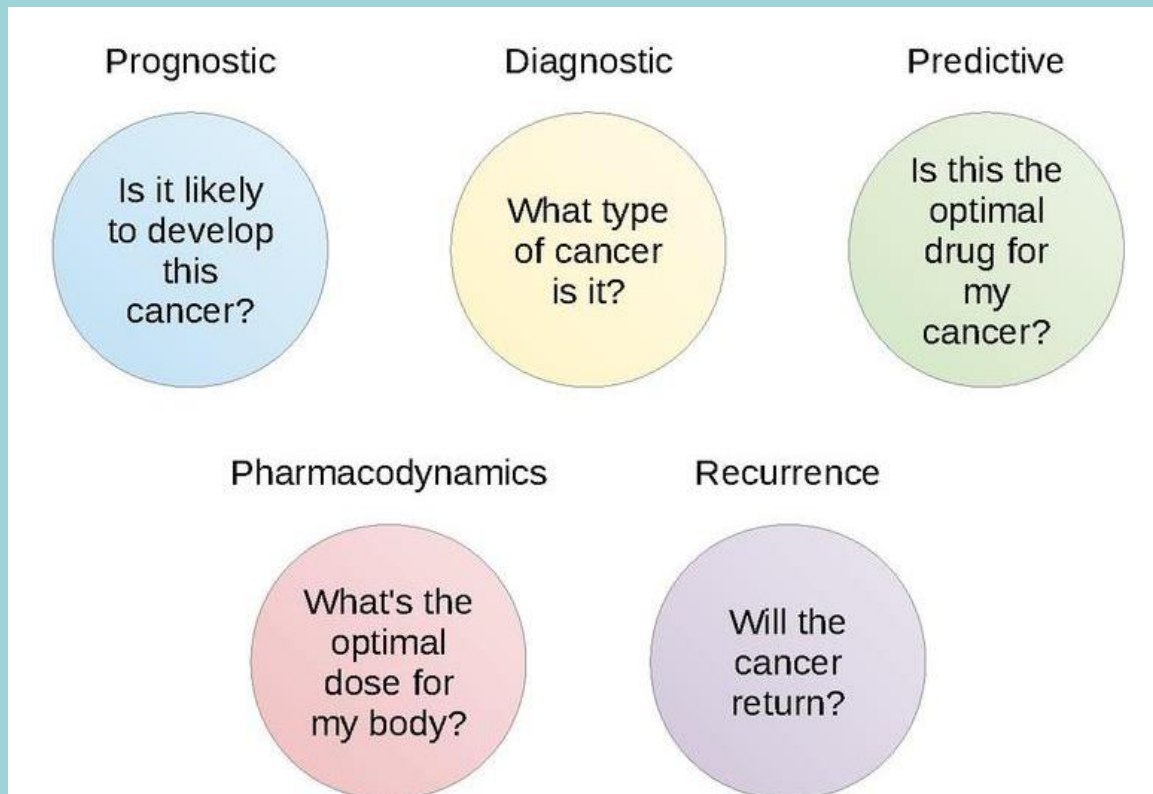 Prognostic
Diagnostic
Predictive
Is it likely
to develop
this
cancer?
What type
of cancer
is it?
Is this the
optimal
drug for
my
cancer?
Pharmacodynamics
Recurrence
What's the
optimal
dose for
my body?
Will the
cancer
return?